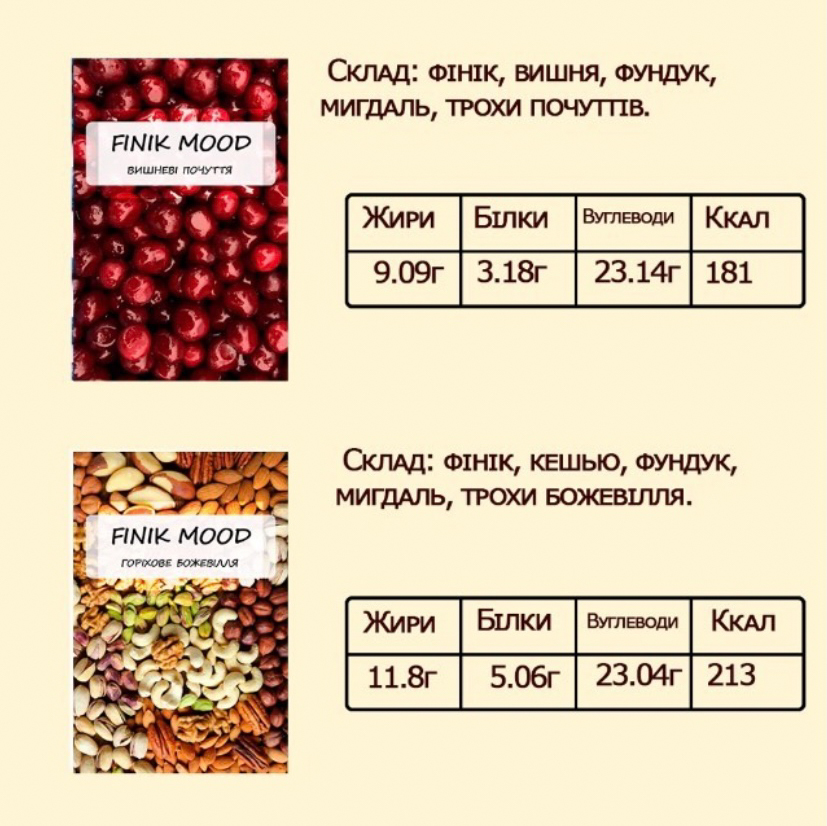 Склад: фінік, вишня, фундук,
мигдаль, трохи почуттів.
FINIK MOOD
ВИШНЕВІ ПОЧУТТЯ
Жири Білки Вуглеводи Ккал
9.09г 3.18г 23.14г 181
Склад: фінік, кешью, фундук,
мигдаль, трохи божевілля.
FINIK MOOD
ГОРІХОВЕ БОЖЕВІЛЛЯ
Жири Білки Вуглеводи Ккал
11.8г 5.06г 23.04г 213